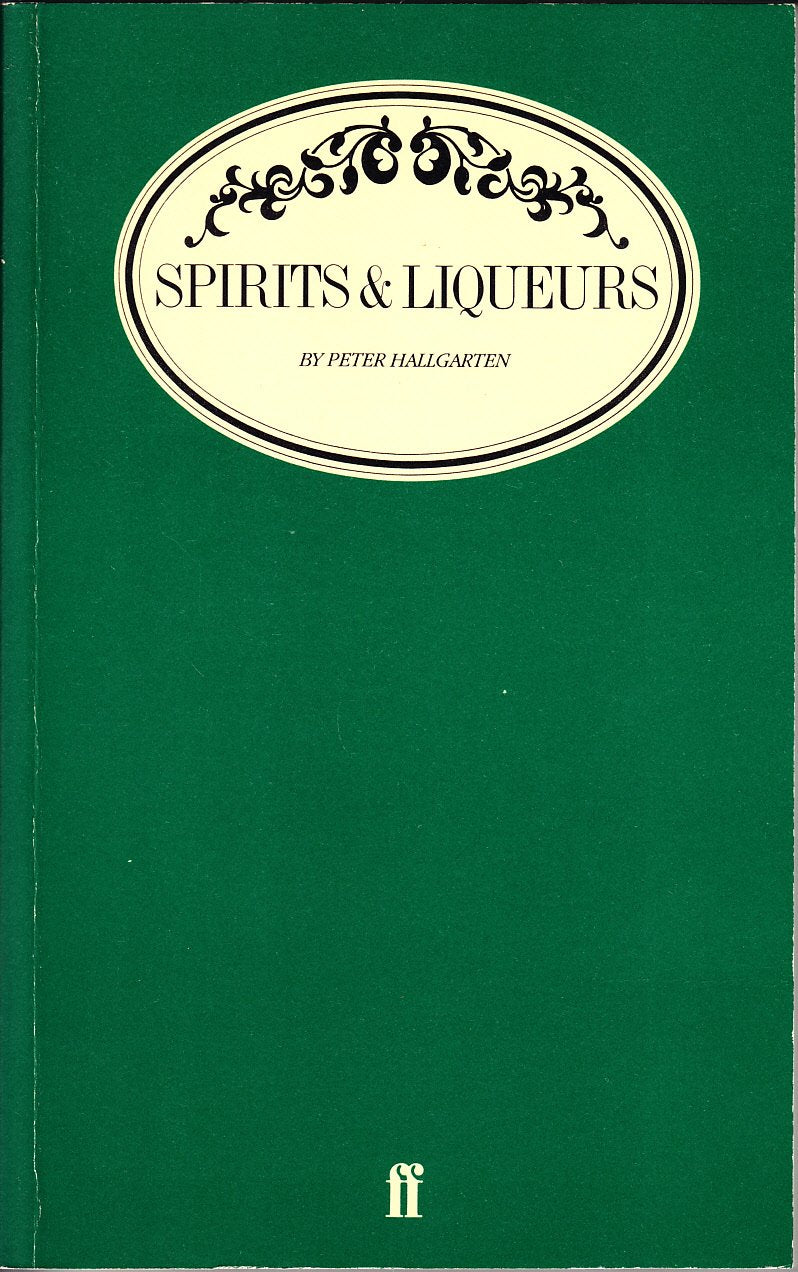 SPIRITS & LIQUEURS
BY PETER HALLGARTEN
ff